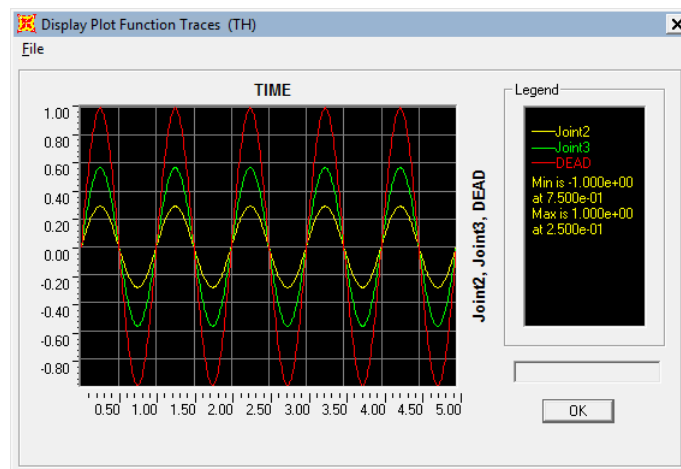 Display Plot Function Traces (TH)
File
TIME
Legend
1.00
0.80
0.60
0.40
0.20
0.00
-0.20
-0.40
-0.60
-0.80
0.50 1.00 1.50 2.00 2.50 3.00 3.50 4.00 4.50 5.00
Joint2, Joint3, DEAD
Joint2
Joint3
DEAD
Min is -1.000e+00
at 7.500e-01
Max is 1.000e+00
at 2.500e-01
OK